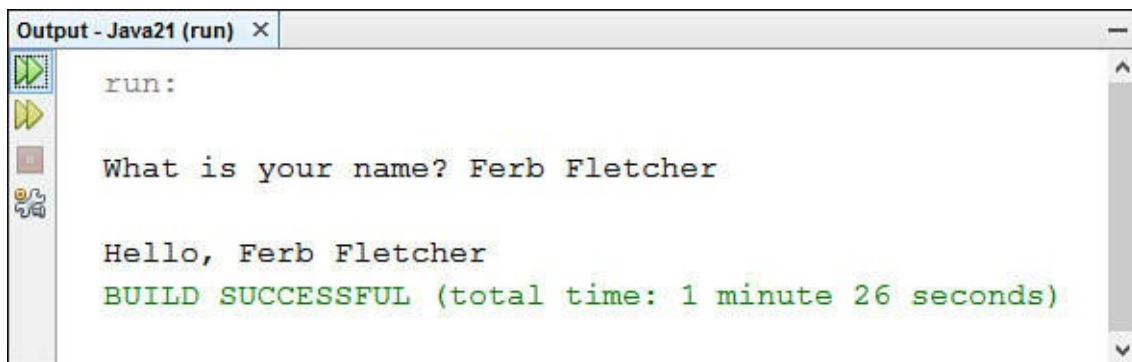 Output - Java21 (run)
run:
What is your name? Ferb Fletcher
Hello, Ferb Fletcher
BUILD SUCCESSFUL (total time: 1 minute 26 seconds)